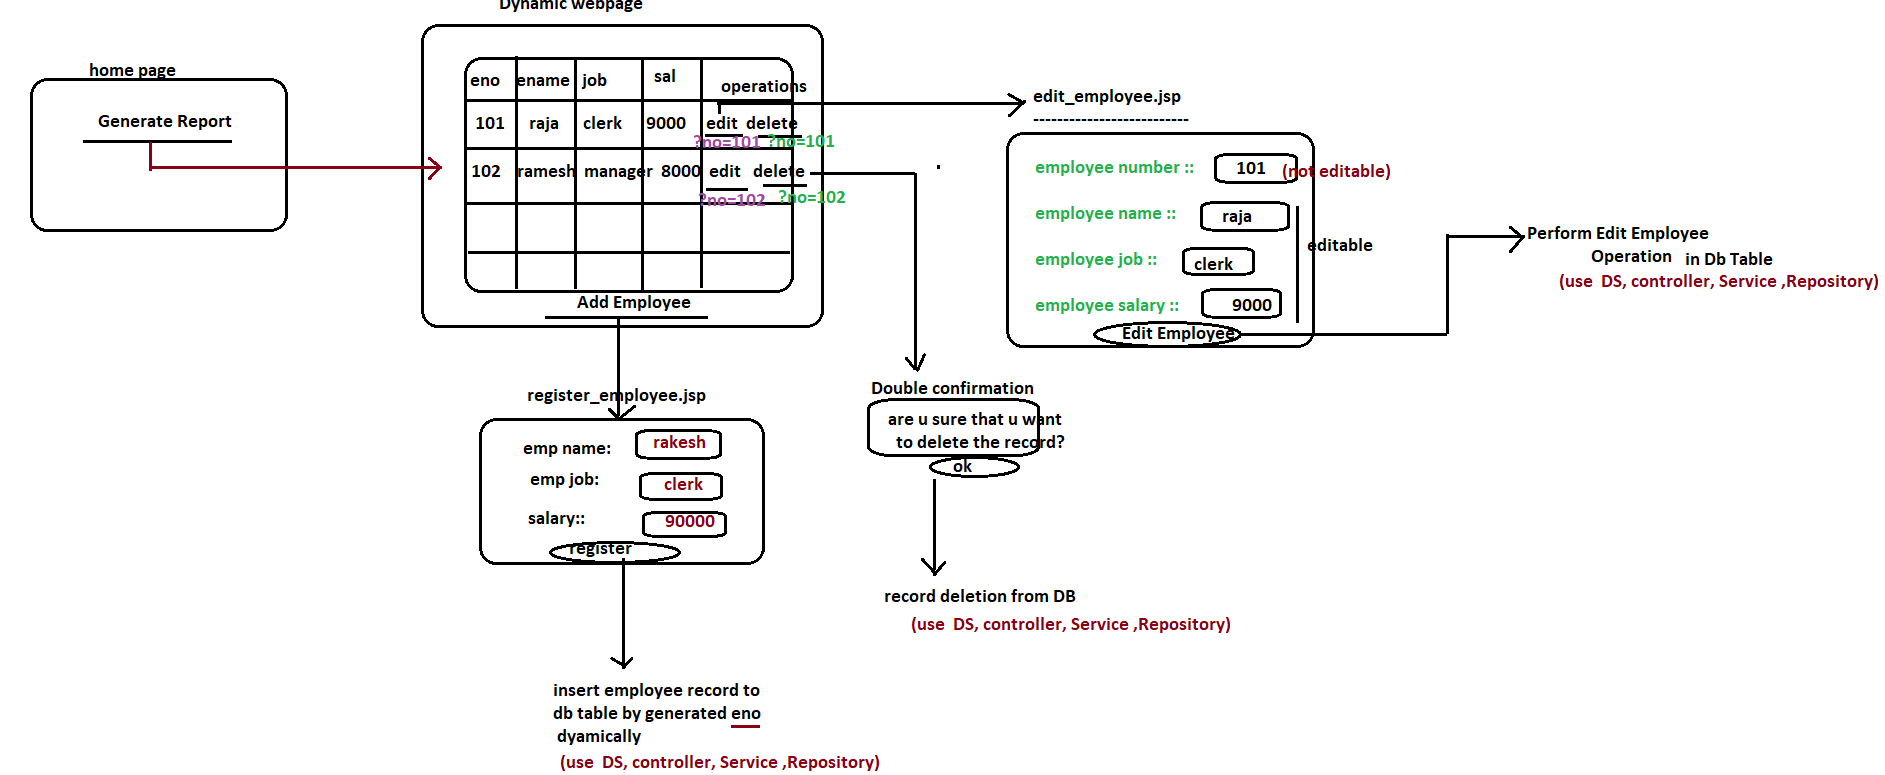 Dynamic webpage
home page
Generate Report
eno ename job sal operations
101 raja clerk 9000 edit delete
?no=101 ?no=101
102 ramesh manager 8000 edit delete
?no=102 ?no=102
Add Employee
edit_employee.jsp
--------------------------
employee number :: 101 (not editable)
employee name :: raja
editable
employee job :: clerk
employee salary :: 9000
Edit Employee
Perform Edit Employee
Operation in Db Table
(use DS, controller, Service ,Repository)
Double confirmation
are u sure that u want
to delete the record?
ok
record deletion from DB
(use DS, controller, Service ,Repository)
register_employee.jsp
emp name: rakesh
emp job: clerk
salary:: 90000
register
insert employee record to
db table by generated eno
dyamically
(use DS, controller, Service ,Repository)